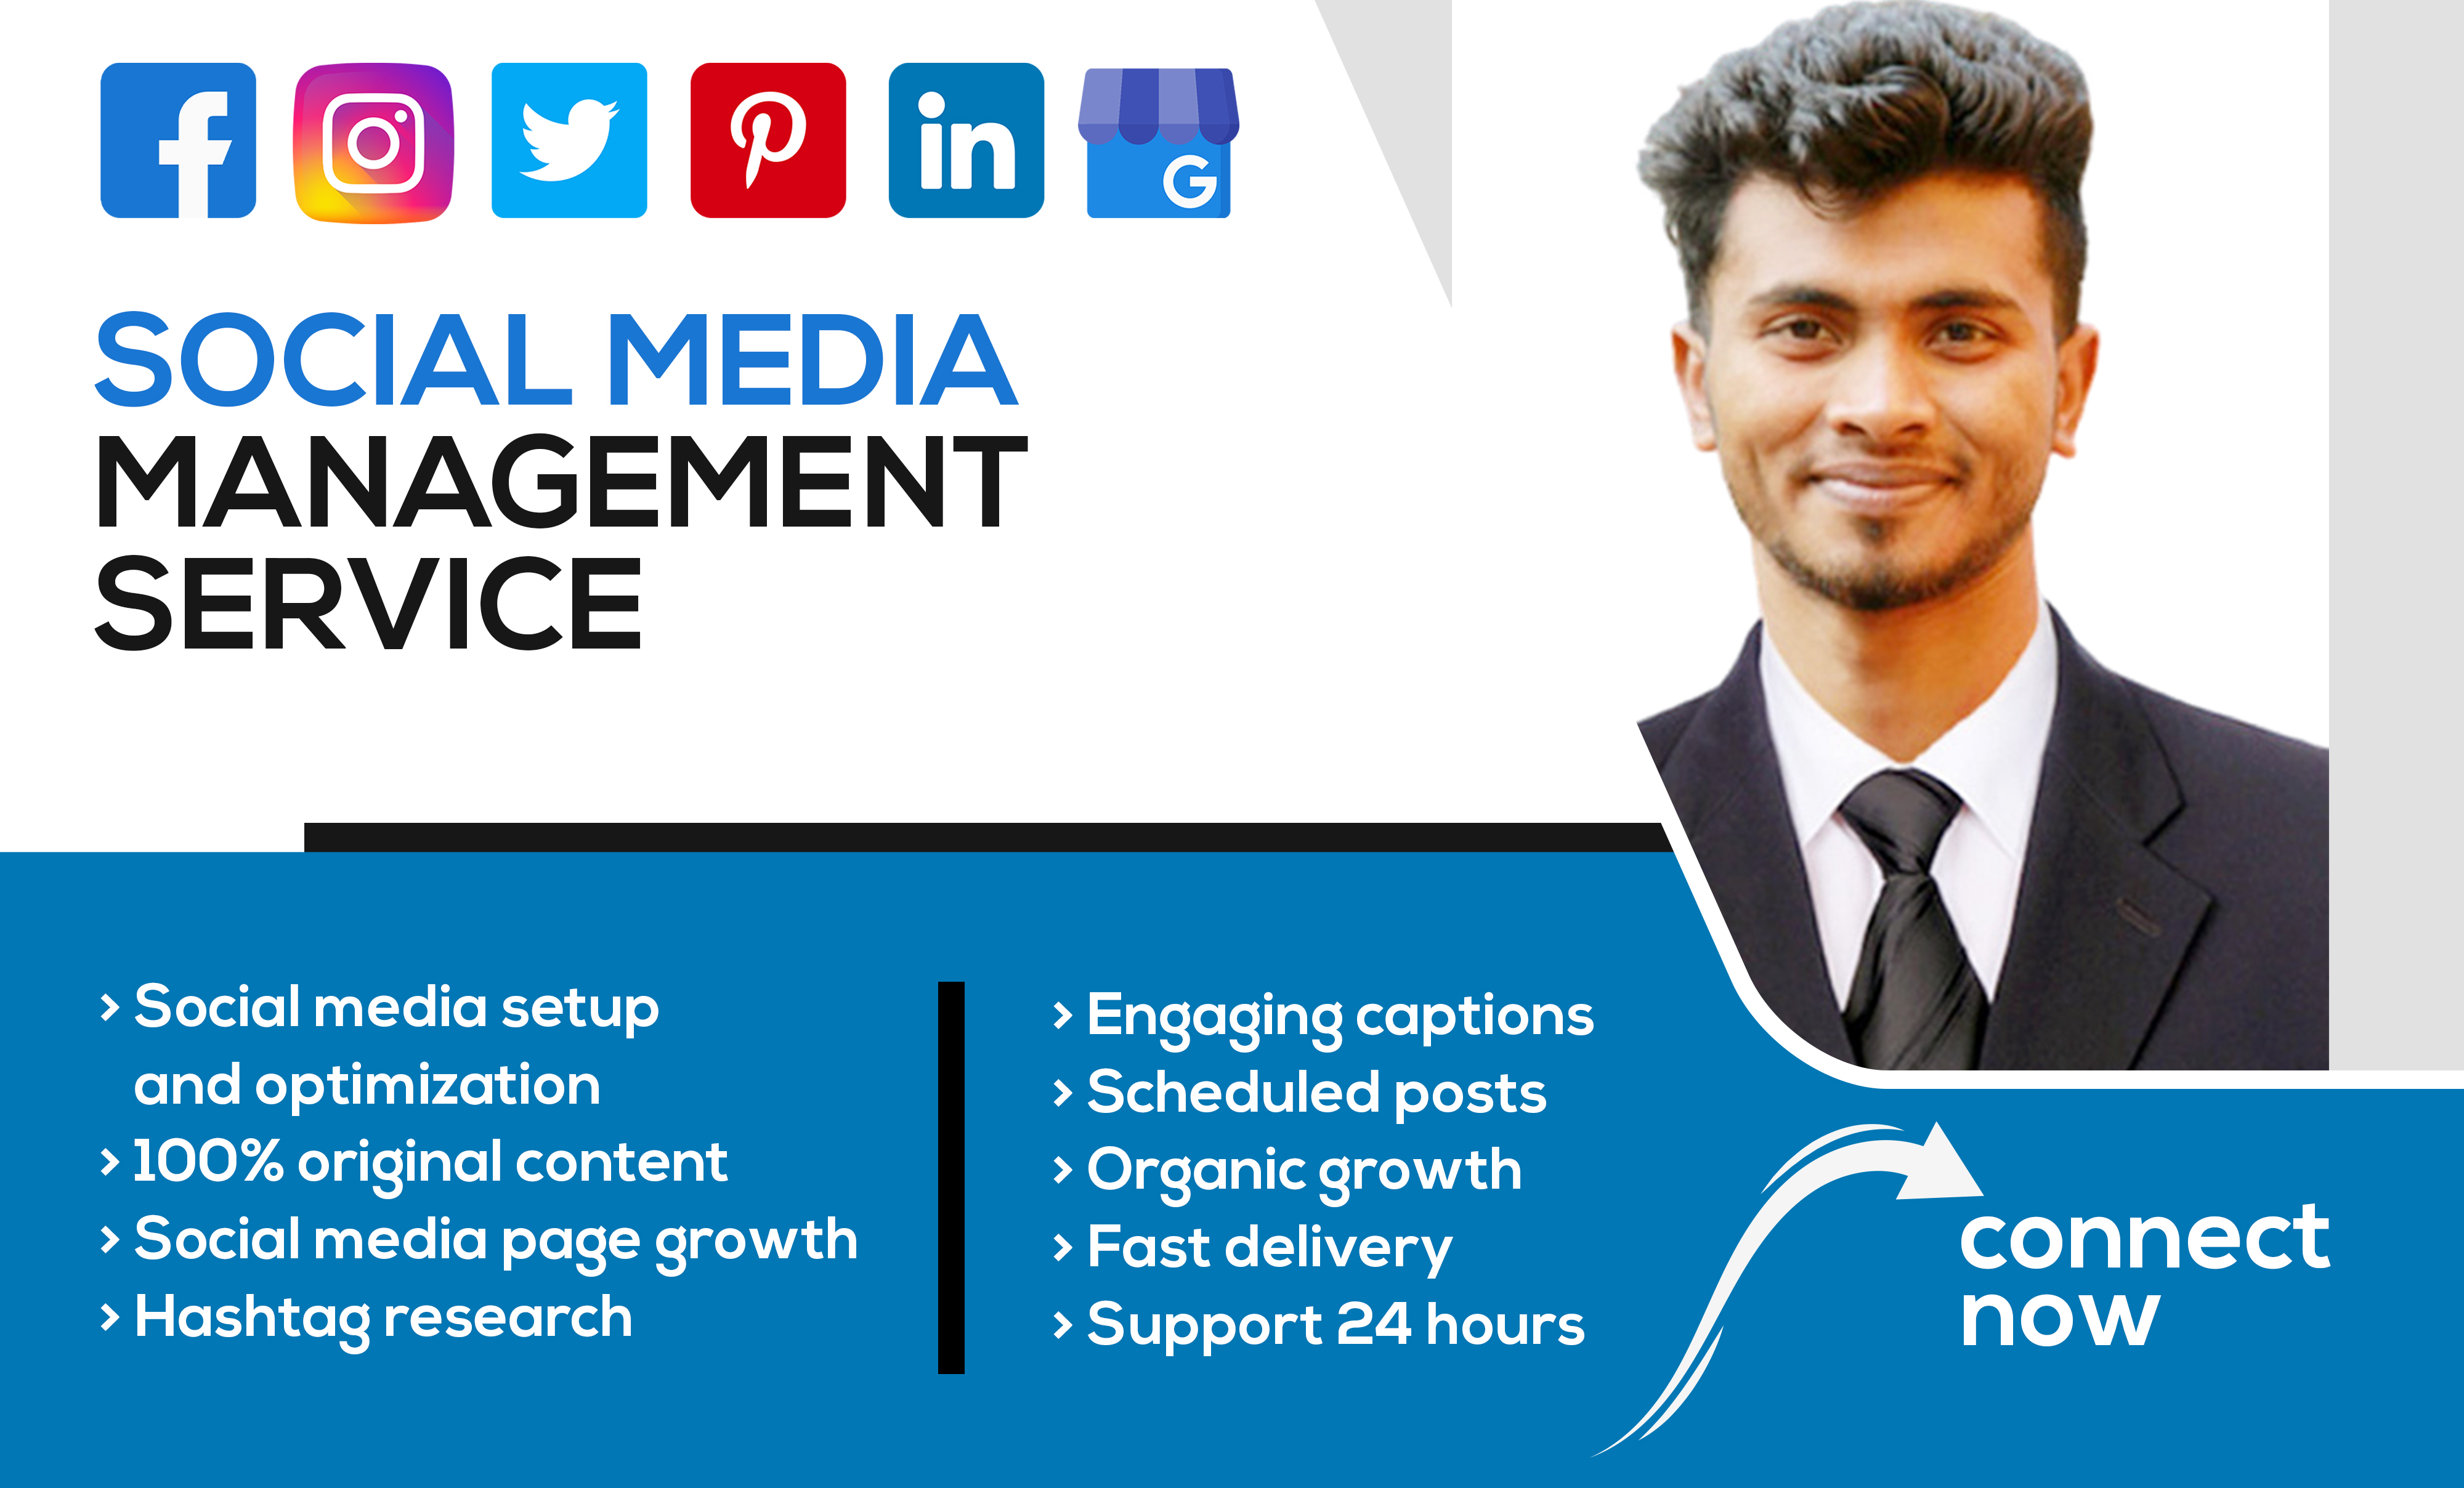 SOCIAL MEDIA
MANAGEMENT
SERVICE
> Social media setup
and optimization
> 100% original content
> Social media page growth
> Hashtag research
> Engaging captions
> Scheduled posts
> Organic growth
> Fast delivery
> Support 24 hours
connect
now